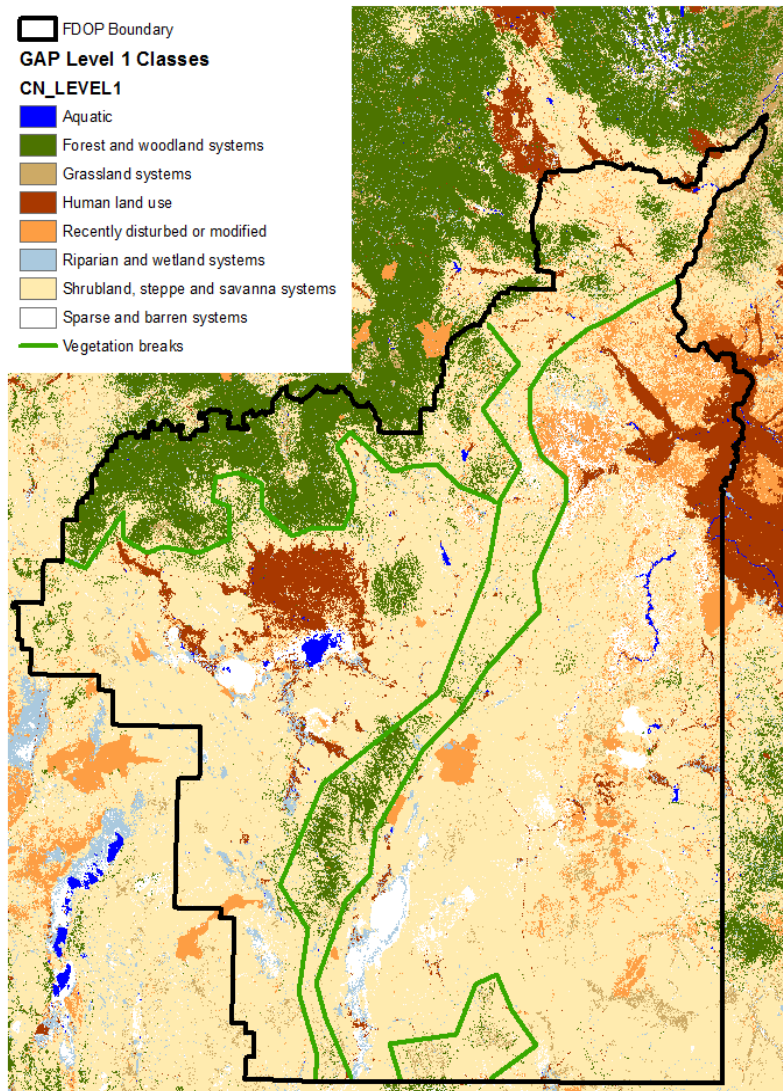 FDOP Boundary
GAP Level 1 Classes
CN_LEVEL1
Aquatic
Forest and woodland systems
Grassland systems
Human land use
Recently disturbed or modified
Riparian and wetland systems
Shrubland, steppe and savanna systems
Sparse and barren systems
Vegetation breaks